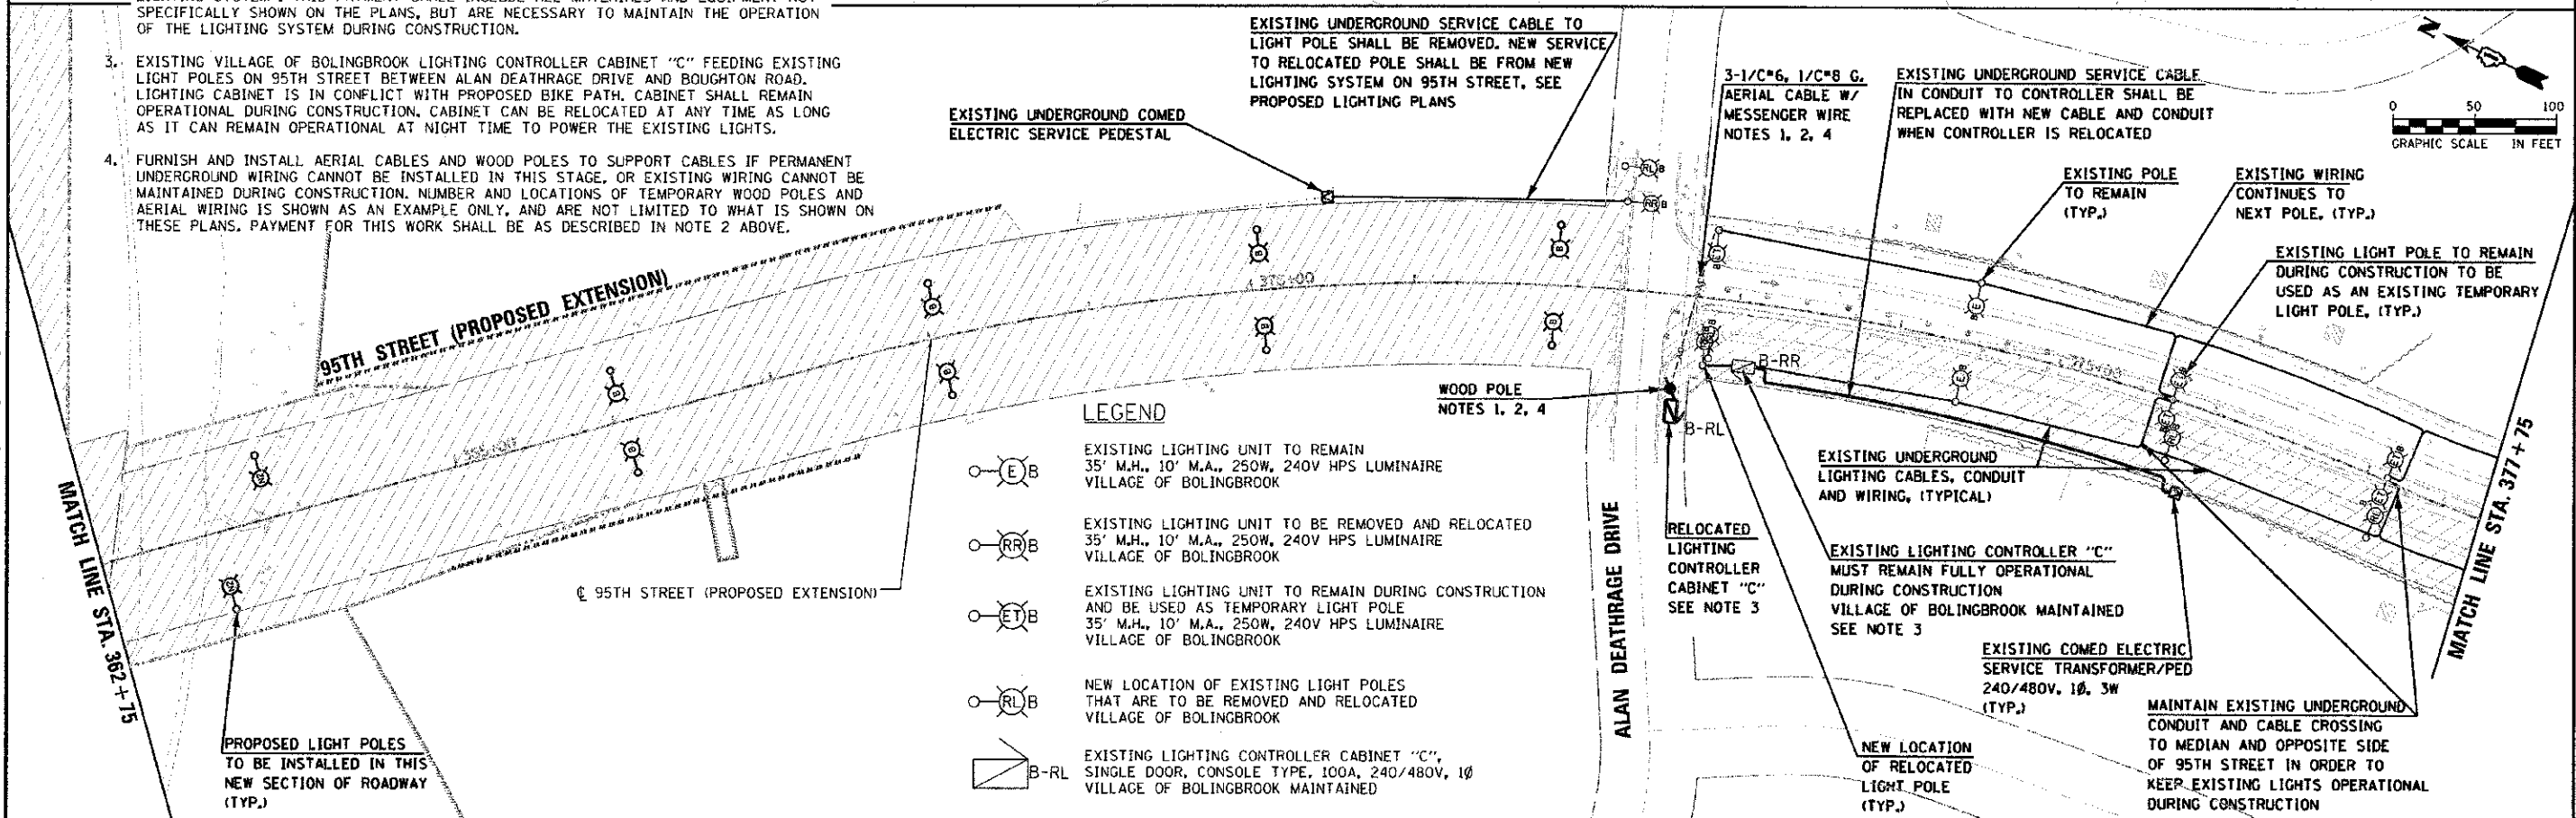 SPECIFICALLY SHOWN ON THE PLANS, BUT ARE NECESSARY TO MAINTAIN THE OPERATION
OF THE LIGHTING SYSTEM DURING CONSTRUCTION.
3. EXISTING VILLAGE OF BOLINGBROOK LIGHTING CONTROLLER CABINET "C" FEEDING EXISTING
LIGHT POLES ON 95TH STREET BETWEEN ALAN DEATHRAGE DRIVE AND BOUGHTON ROAD.
LIGHTING CABINET IS IN CONFLICT WITH PROPOSED BIKE PATH. CABINET SHALL REMAIN
OPERATIONAL DURING CONSTRUCTION. CABINET CAN BE RELOCATED AT ANY TIME AS LONG
AS IT CAN REMAIN OPERATIONAL AT NIGHT TIME TO POWER THE EXISTING LIGHTS.
4. FURNISH AND INSTALL AERIAL CABLES AND WOOD POLES TO SUPPORT CABLES IF PERMANENT
UNDERGROUND WIRING CANNOT BE INSTALLED IN THIS STAGE, OR EXISTING WIRING CANNOT BE
MAINTAINED DURING CONSTRUCTION. NUMBER AND LOCATIONS OF TEMPORARY WOOD POLES AND
AERIAL WIRING IS SHOWN AS AN EXAMPLE ONLY, AND ARE NOT LIMITED TO WHAT IS SHOWN ON
THESE PLANS. PAYMENT FOR THIS WORK SHALL BE AS DESCRIBED IN NOTE 2 ABOVE.
EXISTING UNDERGROUND COMED
ELECTRIC SERVICE PEDESTAL
EXISTING UNDERGROUND SERVICE CABLE TO
LIGHT POLE SHALL BE REMOVED. NEW SERVICE
TO RELOCATED POLE SHALL BE FROM NEW
LIGHTING SYSTEM ON 95TH STREET, SEE
PROPOSED LIGHTING PLANS
3-1/C#6, 1/C#8 G.
AERIAL CABLE W/
MESSENGER WIRE
NOTES 1, 2, 4
EXISTING UNDERGROUND SERVICE CABLE
IN CONDUIT TO CONTROLLER SHALL BE
REPLACED WITH NEW CABLE AND CONDUIT
WHEN CONTROLLER IS RELOCATED
N
0 50 100
GRAPHIC SCALE IN FEET
EXISTING POLE
TO REMAIN
(TYP.)
EXISTING WIRING
CONTINUES TO
NEXT POLE, (TYP.)
EXISTING LIGHT POLE TO REMAIN
DURING CONSTRUCTION TO BE
USED AS AN EXISTING TEMPORARY
LIGHT POLE, (TYP.)
95TH STREET (PROPOSED EXTENSION)
MATCH LINE STA. 362+75
PROPOSED LIGHT POLES
TO BE INSTALLED IN THIS
NEW SECTION OF ROADWAY
(TYP.)
℄ 95TH STREET (PROPOSED EXTENSION)
LEGEND
E B
EXISTING LIGHTING UNIT TO REMAIN
35' M.H., 10' M.A., 250W, 240V HPS LUMINAIRE
VILLAGE OF BOLINGBROOK
RR B
EXISTING LIGHTING UNIT TO BE REMOVED AND RELOCATED
35' M.H., 10' M.A., 250W, 240V HPS LUMINAIRE
VILLAGE OF BOLINGBROOK
ET B
EXISTING LIGHTING UNIT TO REMAIN DURING CONSTRUCTION
AND BE USED AS TEMPORARY LIGHT POLE
35' M.H., 10' M.A., 250W, 240V HPS LUMINAIRE
VILLAGE OF BOLINGBROOK
RL B
NEW LOCATION OF EXISTING LIGHT POLES
THAT ARE TO BE REMOVED AND RELOCATED
VILLAGE OF BOLINGBROOK
B-RL
EXISTING LIGHTING CONTROLLER CABINET "C",
SINGLE DOOR, CONSOLE TYPE, 100A, 240/480V, 1Ø
VILLAGE OF BOLINGBROOK MAINTAINED
WOOD POLE
NOTES 1, 2, 4
B-RR
B-RL
ALAN DEATHRAGE DRIVE
RELOCATED
LIGHTING
CONTROLLER
CABINET "C"
SEE NOTE 3
EXISTING UNDERGROUND
LIGHTING CABLES, CONDUIT
AND WIRING, (TYPICAL)
EXISTING LIGHTING CONTROLLER "C"
MUST REMAIN FULLY OPERATIONAL
DURING CONSTRUCTION
VILLAGE OF BOLINGBROOK MAINTAINED
SEE NOTE 3
EXISTING COMED ELECTRIC
SERVICE TRANSFORMER/PED
240/480V, 1Ø, 3W
(TYP.)
NEW LOCATION
OF RELOCATED
LIGHT POLE
(TYP.)
MAINTAIN EXISTING UNDERGROUND
CONDUIT AND CABLE CROSSING
TO MEDIAN AND OPPOSITE SIDE
OF 95TH STREET IN ORDER TO
KEEP EXISTING LIGHTS OPERATIONAL
DURING CONSTRUCTION
MATCH LINE STA. 377+75